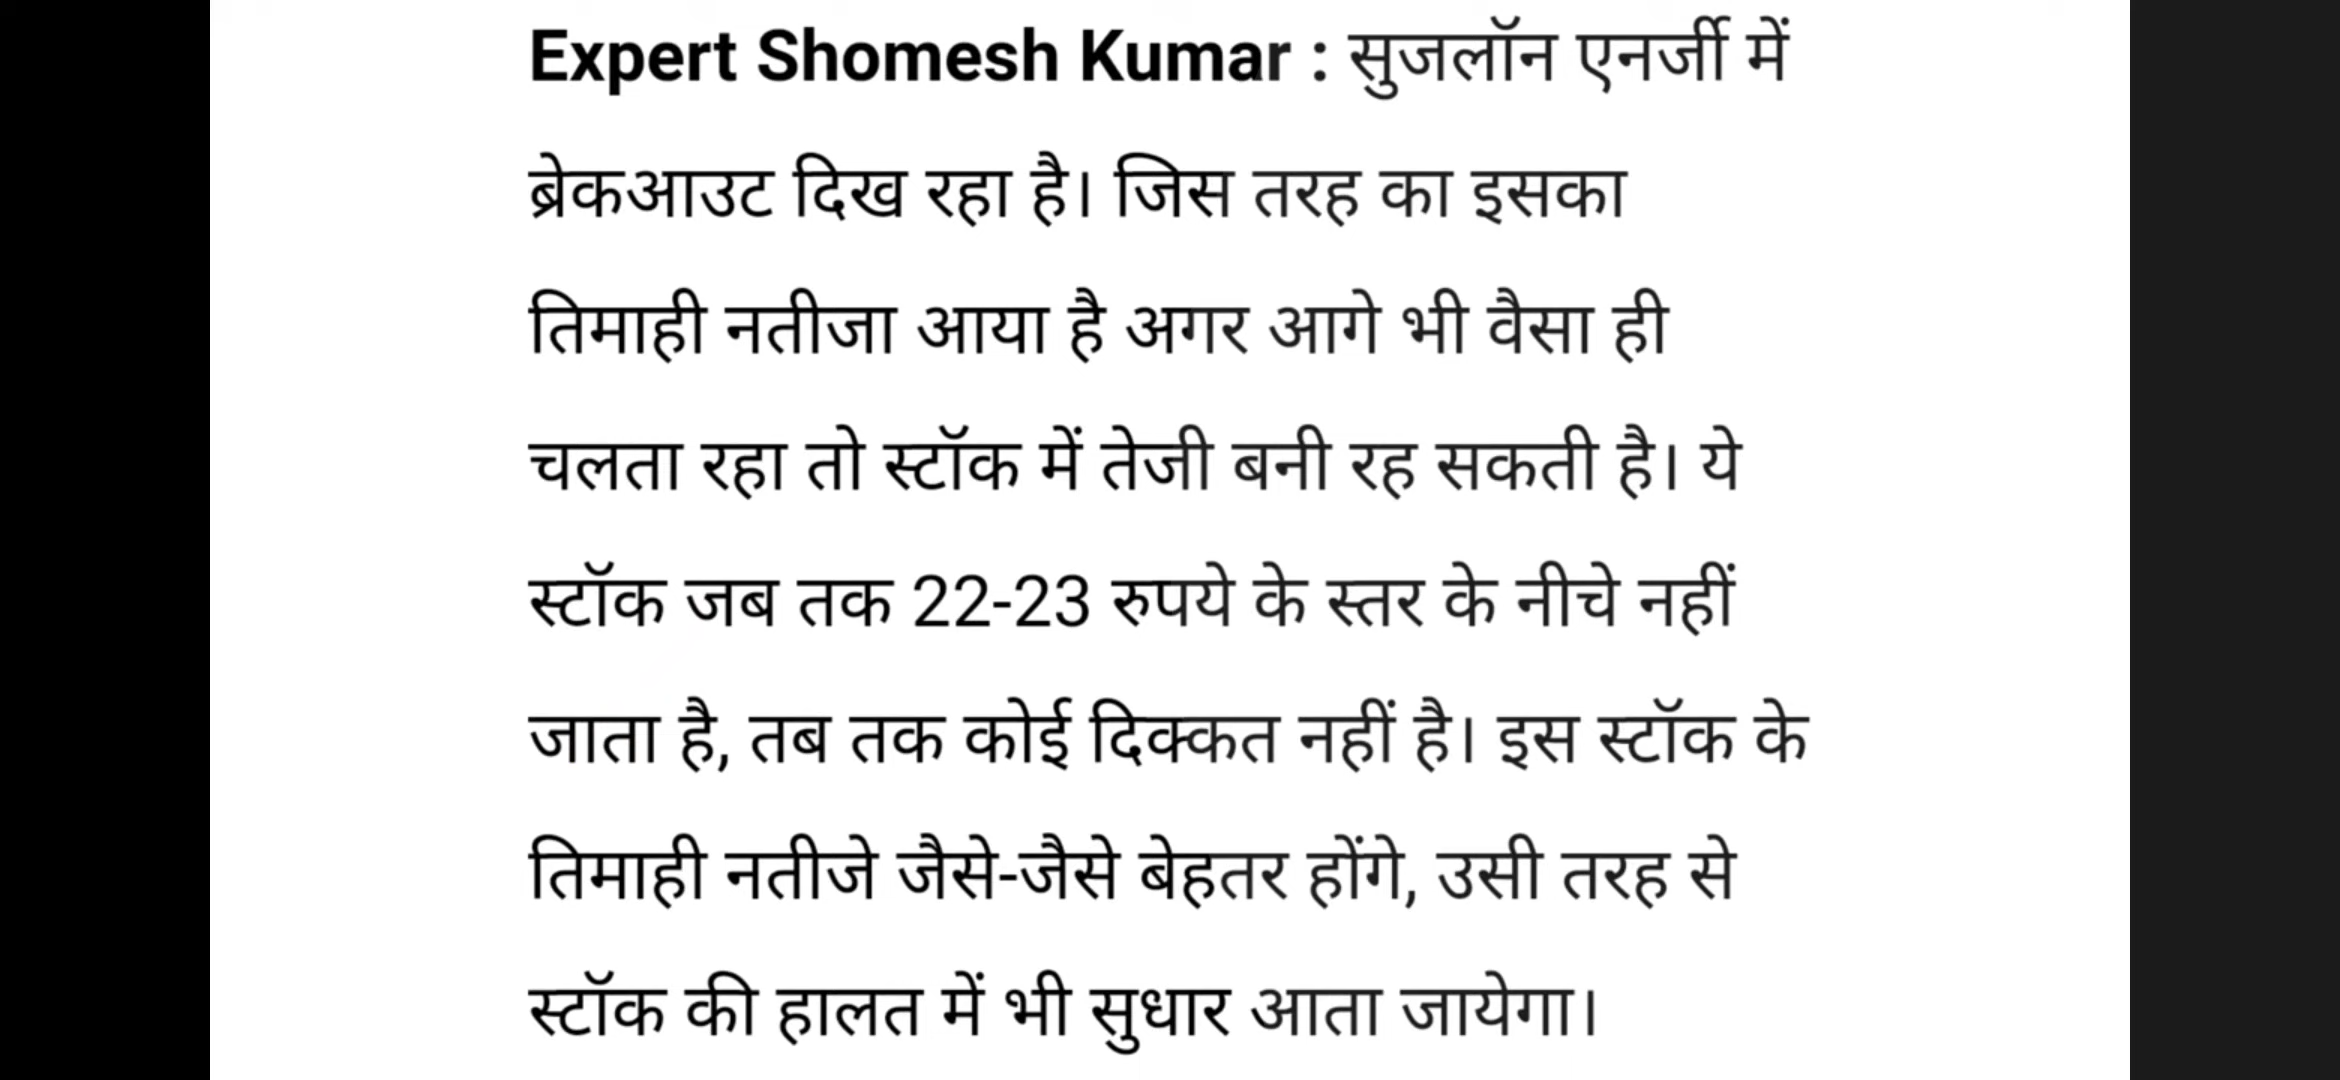 Expert Shomesh Kumar : सुजलॉन एनर्जी में
ब्रेकआउट दिख रहा है। जिस तरह का इसका
तिमाही नतीजा आया है अगर आगे भी वैसा ही
चलता रहा तो स्टॉक में तेजी बनी रह सकती है। ये
स्टॉक जब तक 22-23 रुपये के स्तर के नीचे नहीं
जाता है, तब तक कोई दिक्कत नहीं है। इस स्टॉक के
तिमाही नतीजे जैसे-जैसे बेहतर होंगे, उसी तरह से
स्टॉक की हालत में भी सुधार आता जायेगा।